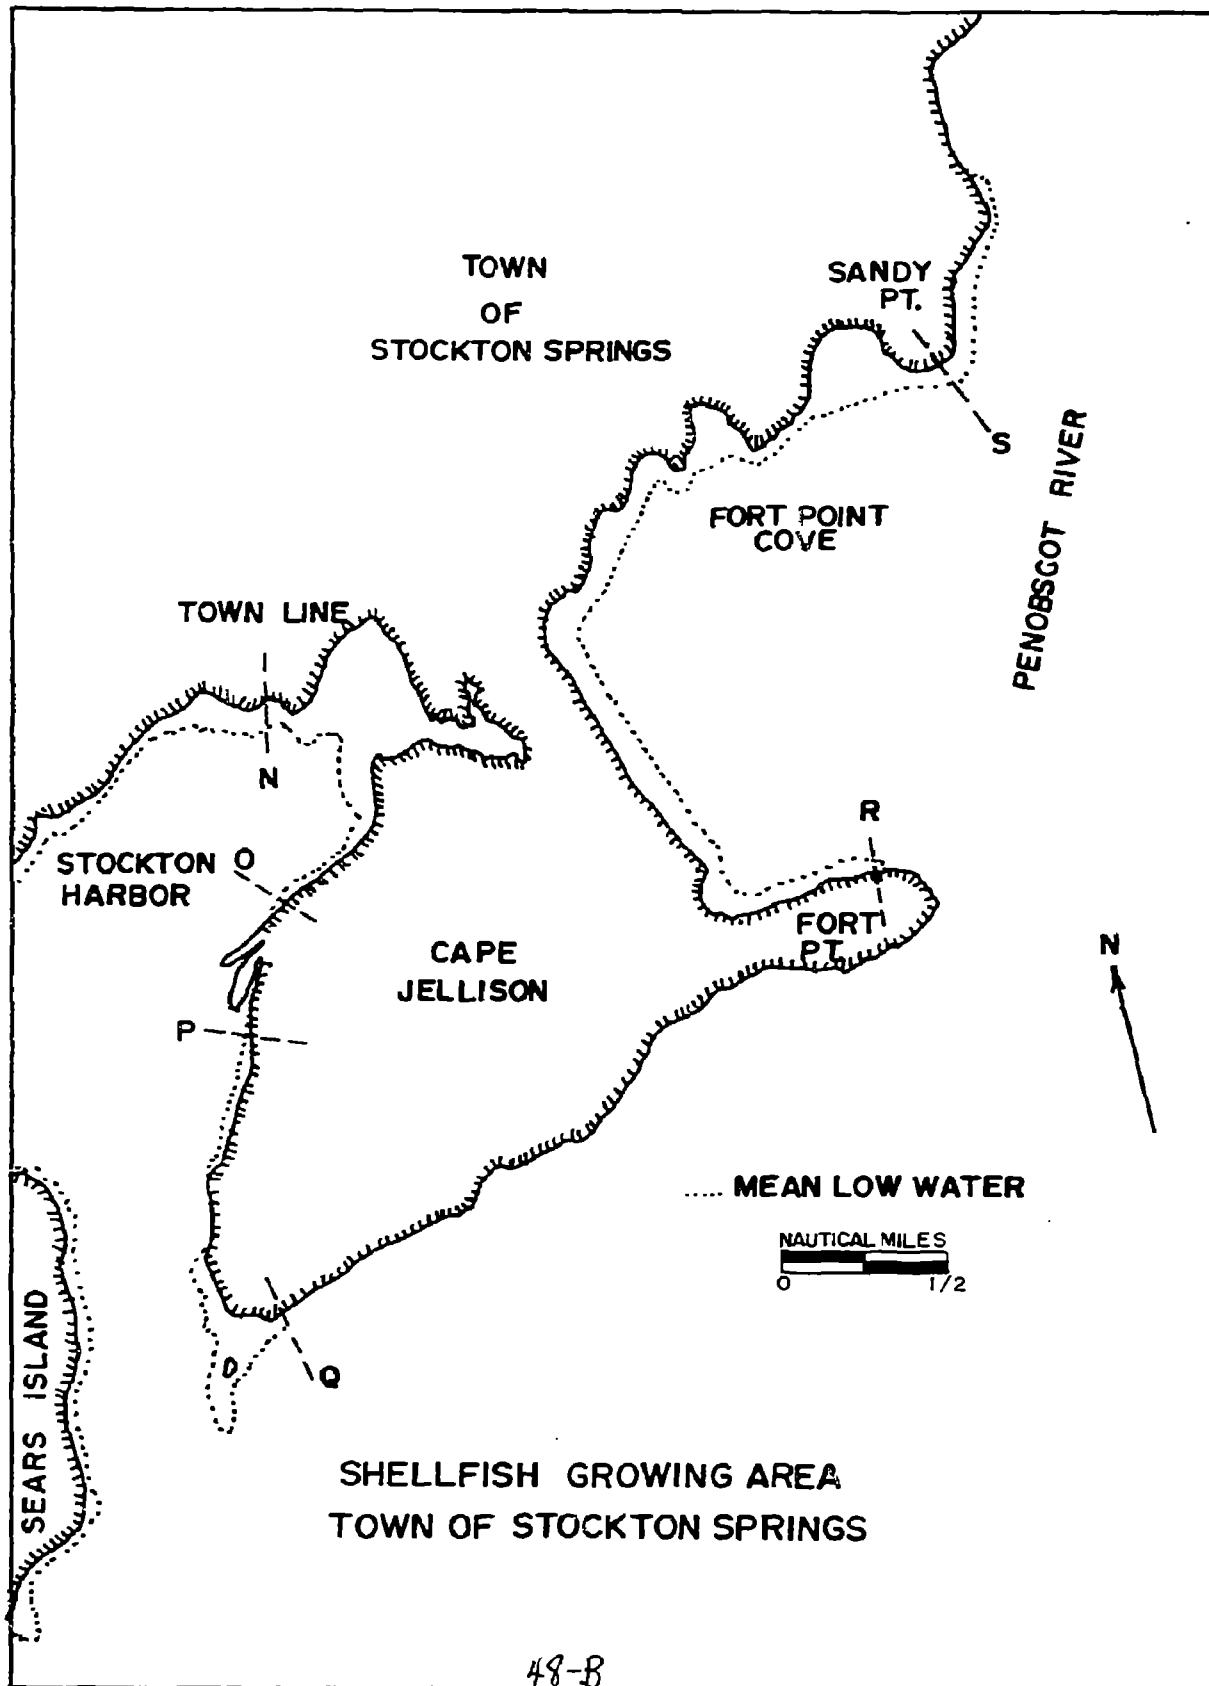 TOWN
OF
STOCKTON SPRINGS
SANDY
PT.
S
PENOBSGOT RIVER
FORT POINT
COVE
TOWN LINE
N
STOCKTON
HARBOR
O
R
FORT
PT.
CAPE
JELLISON
N
P
..... MEAN LOW WATER
NAUTICAL MILES
0 1/2
SEARS ISLAND
D
Q
SHELLFISH GROWING AREA
TOWN OF STOCKTON SPRINGS
48-B